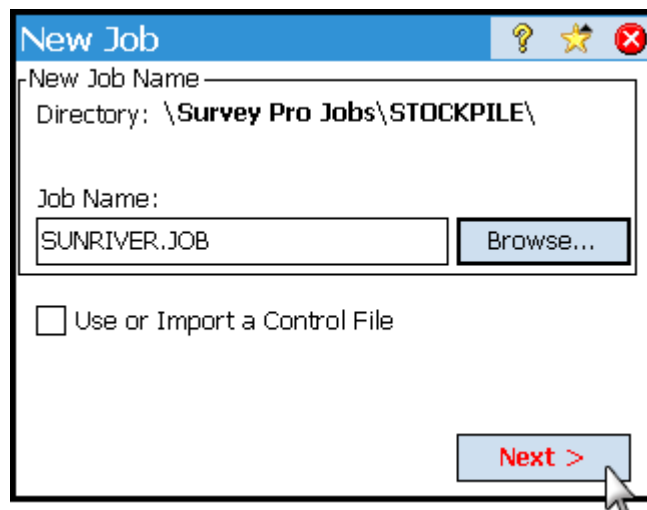 New Job
New Job Name
Directory: \Survey Pro Jobs\STOCKPILE\
Job Name:
SUNRIVER.JOB
Browse...
Use or Import a Control File
Next >